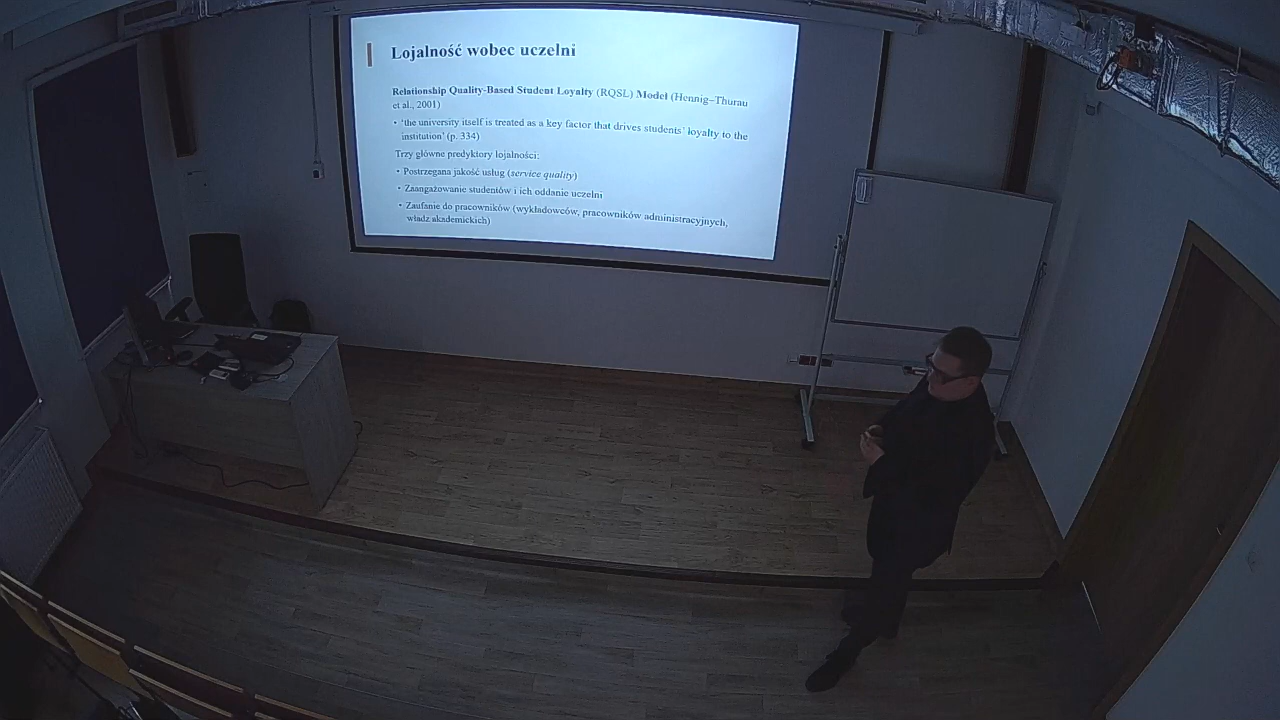 Lojalność wobec uczelni
Relationship Quality-Based Student Loyalty (RQSL) Model (Hennig–Thurau
et al., 2001)
• 'the university itself is treated as a key factor that drives students' loyalty to the
institution' (p. 334)
Trzy główne predyktory lojalności:
• Postrzegana jakość usług (service quality)
• Zaangażowanie studentów i ich oddanie uczelni
• Zaufanie do pracowników (wykładowców, pracowników administracyjnych,
władz akademickich)